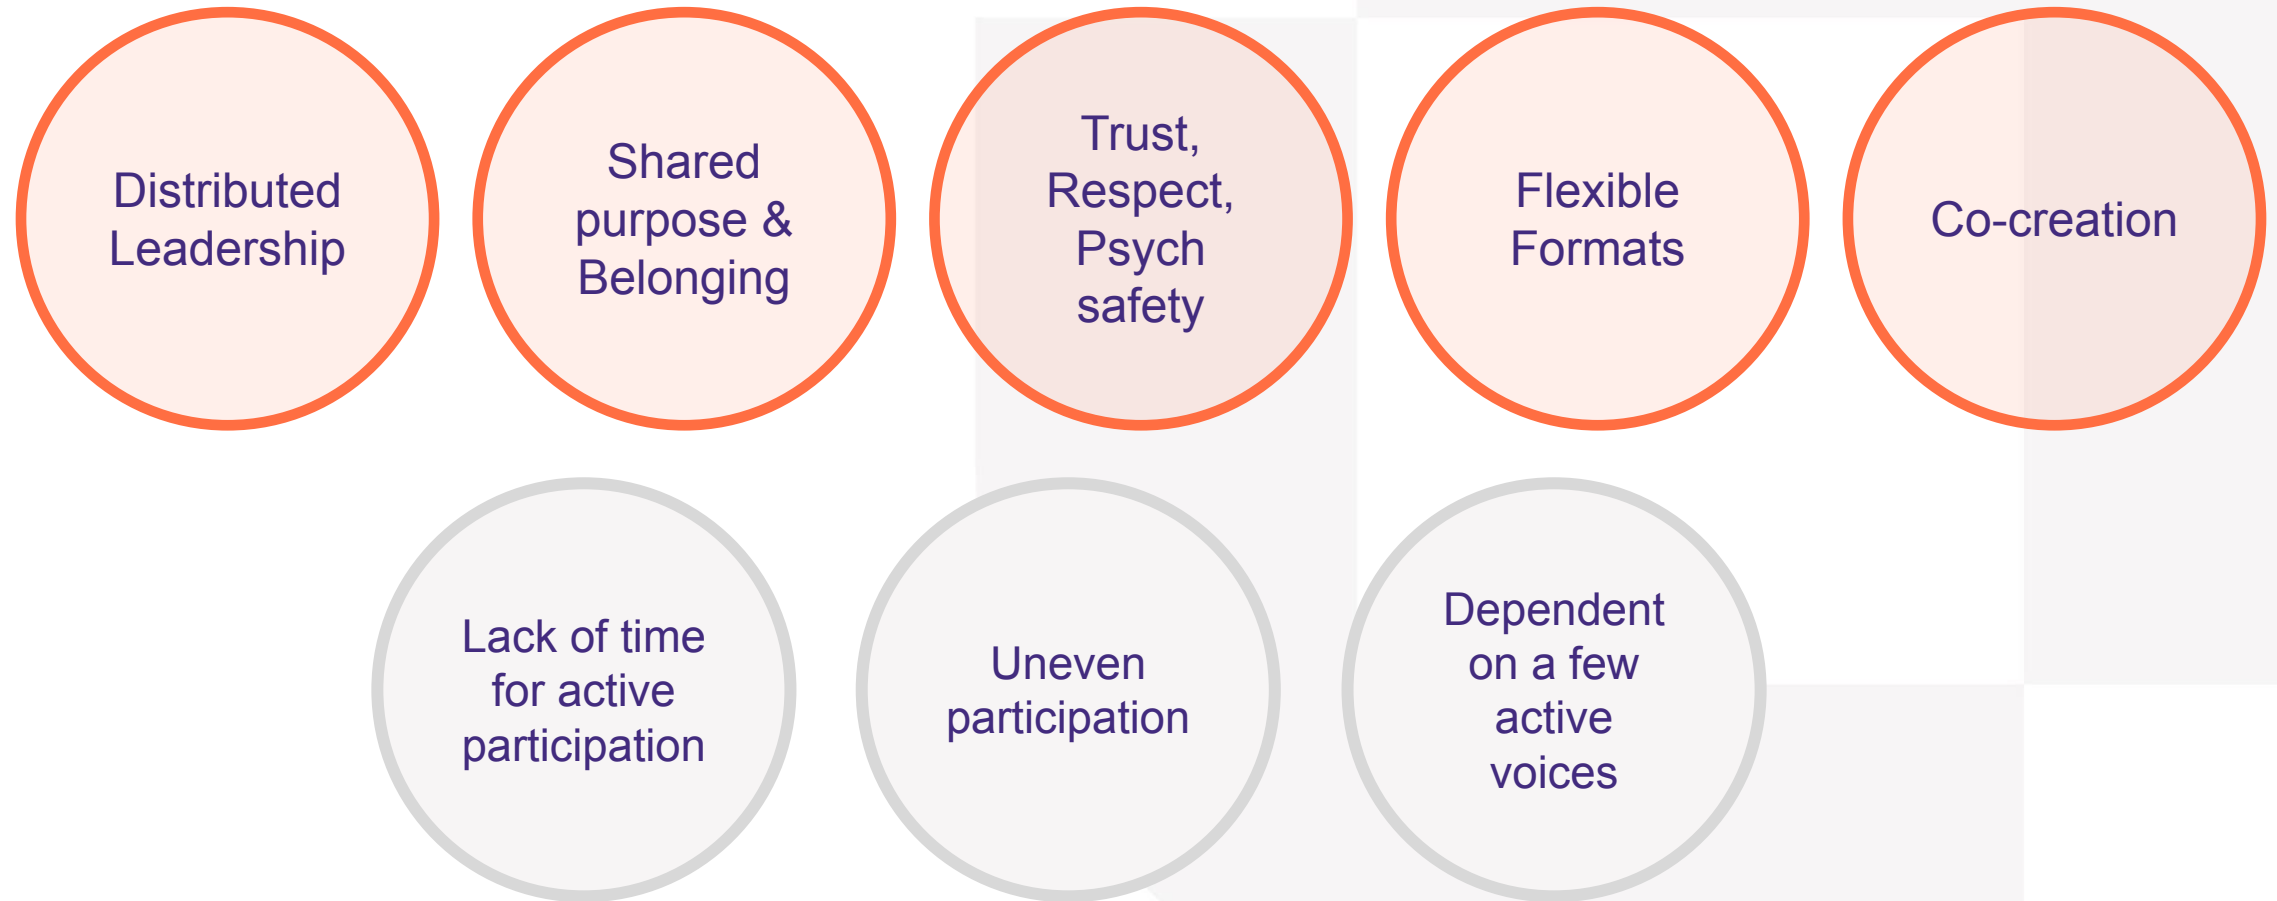 Distributed
Leadership
Shared
purpose &
Belonging
Trust,
Respect,
Psych
safety
Flexible
Formats
Co-creation
Lack of time
for active
participation
Uneven
participation
Dependent
on a few
active
voices